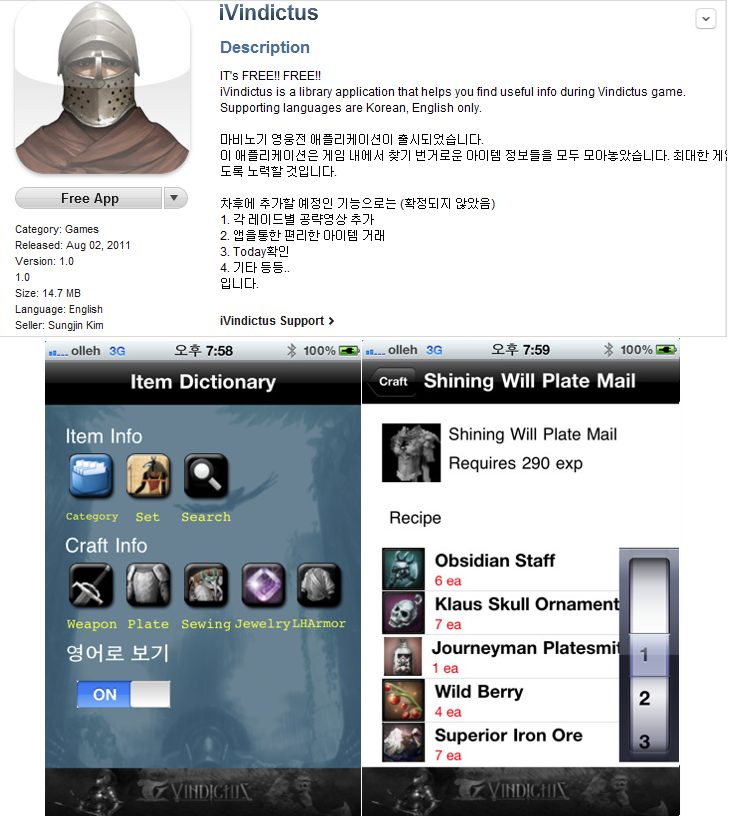 iVindictus
Description
IT's FREE!! FREE!!
iVindictus is a library application that helps you find useful info during Vindictus game.
Supporting languages are Korean, English only.
마비노기 영웅전 애플리케이션이 출시되었습니다.
이 애플리케이션은 게임 내에서 찾기 번거로운 아이템 정보들을 모두 모아놓았습니다. 최대한
도록 노력할 것입니다.
차후에 추가할 예정인 기능으로는 (확정되지 않았음)
1. 각 레이드별 공략영상 추가
2. 앱을통한 편리한 아이템 거래
3. Today확인
4. 기타 등등..
입니다.
iVindictus Support
Free App
Category: Games
Released: Aug 02, 2011
Version: 1.0
1.0
Size: 14.7 MB
Language: English
Seller: Sungjin Kim
olleh 3G 오후 7:58 100%
Item Dictionary
Item Info
Category Set Search
Craft Info
Weapon Plate Sewing Jewelry LHArmor
영어로 보기
ON
VINDICTUS
olleh 3G 오후 7:59 100%
Craft Shining Will Plate Mail
Shining Will Plate Mail
Requires 290 exp
Recipe
Obsidian Staff
6 ea
Klaus Skull Ornament
7 ea
Journeyman Platesmit
1 ea
Wild Berry
4 ea
Superior Iron Ore
7 ea
1
2
3
VINDICTUS